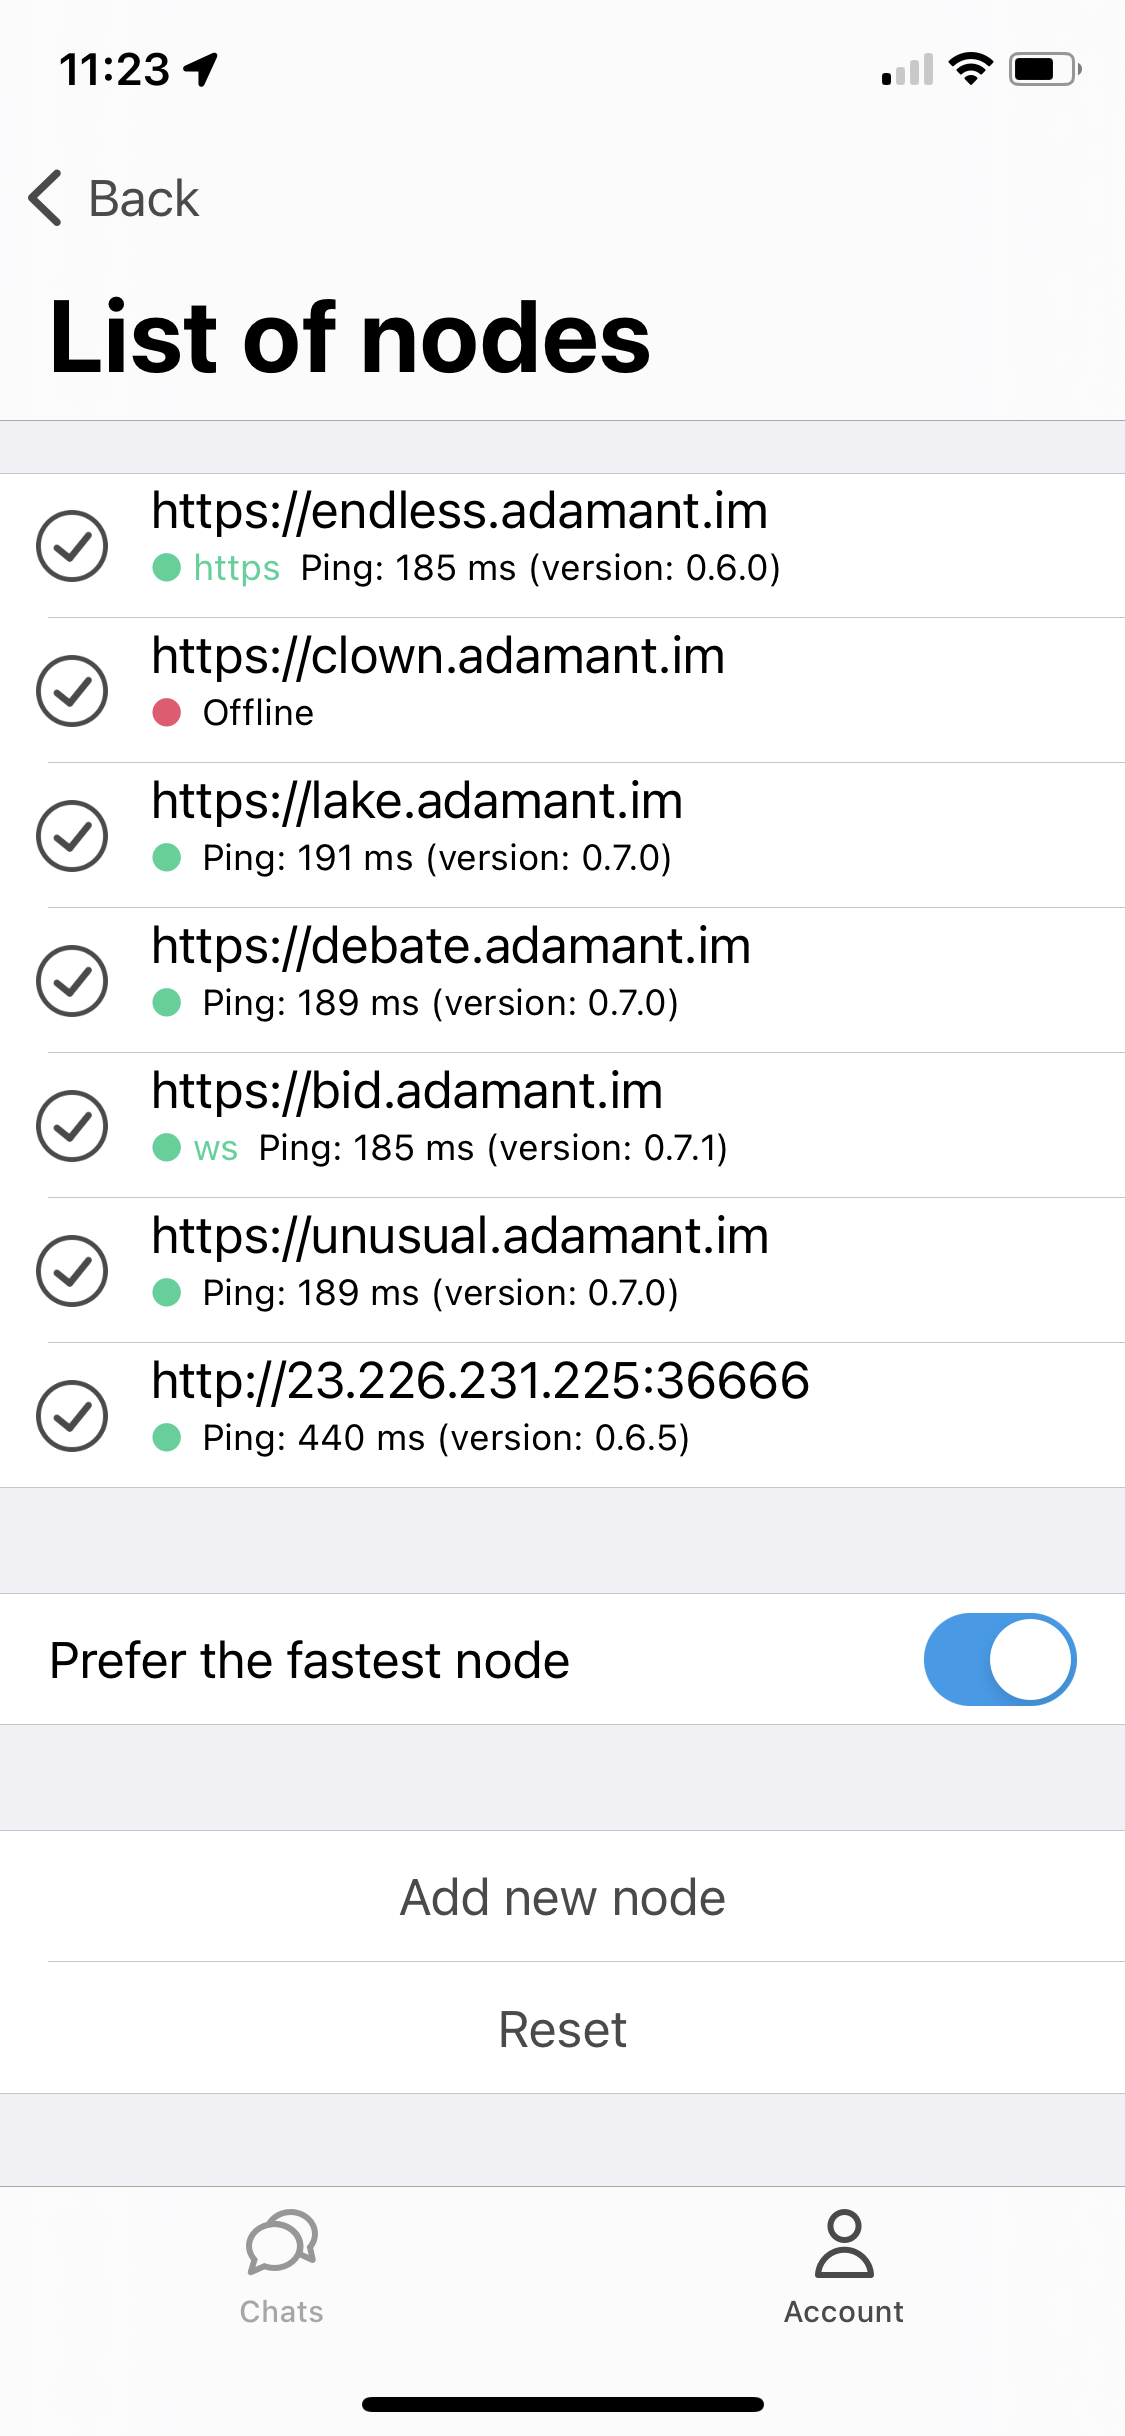 11:23
Back
List of nodes
https://endless.adamant.im
https Ping: 185 ms (version: 0.6.0)
https://clown.adamant.im
Offline
https://lake.adamant.im
Ping: 191 ms (version: 0.7.0)
https://debate.adamant.im
Ping: 189 ms (version: 0.7.0)
https://bid.adamant.im
ws Ping: 185 ms (version: 0.7.1)
https://unusual.adamant.im
Ping: 189 ms (version: 0.7.0)
http://23.226.231.225:36666
Ping: 440 ms (version: 0.6.5)
Prefer the fastest node
Add new node
Reset
Chats
Account